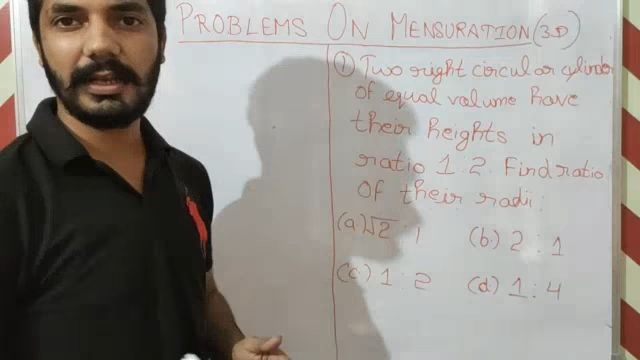 PROBLEMS ON MENSURATION (3D)
① Two right circular cylinder
of equal volume have
their heights in
ratio 1 : 2. Find ratio
of their radii :
(a) √2 : 1 (b.) 2 : 1
(c.) 1 : 2 (d.) 1 : 4